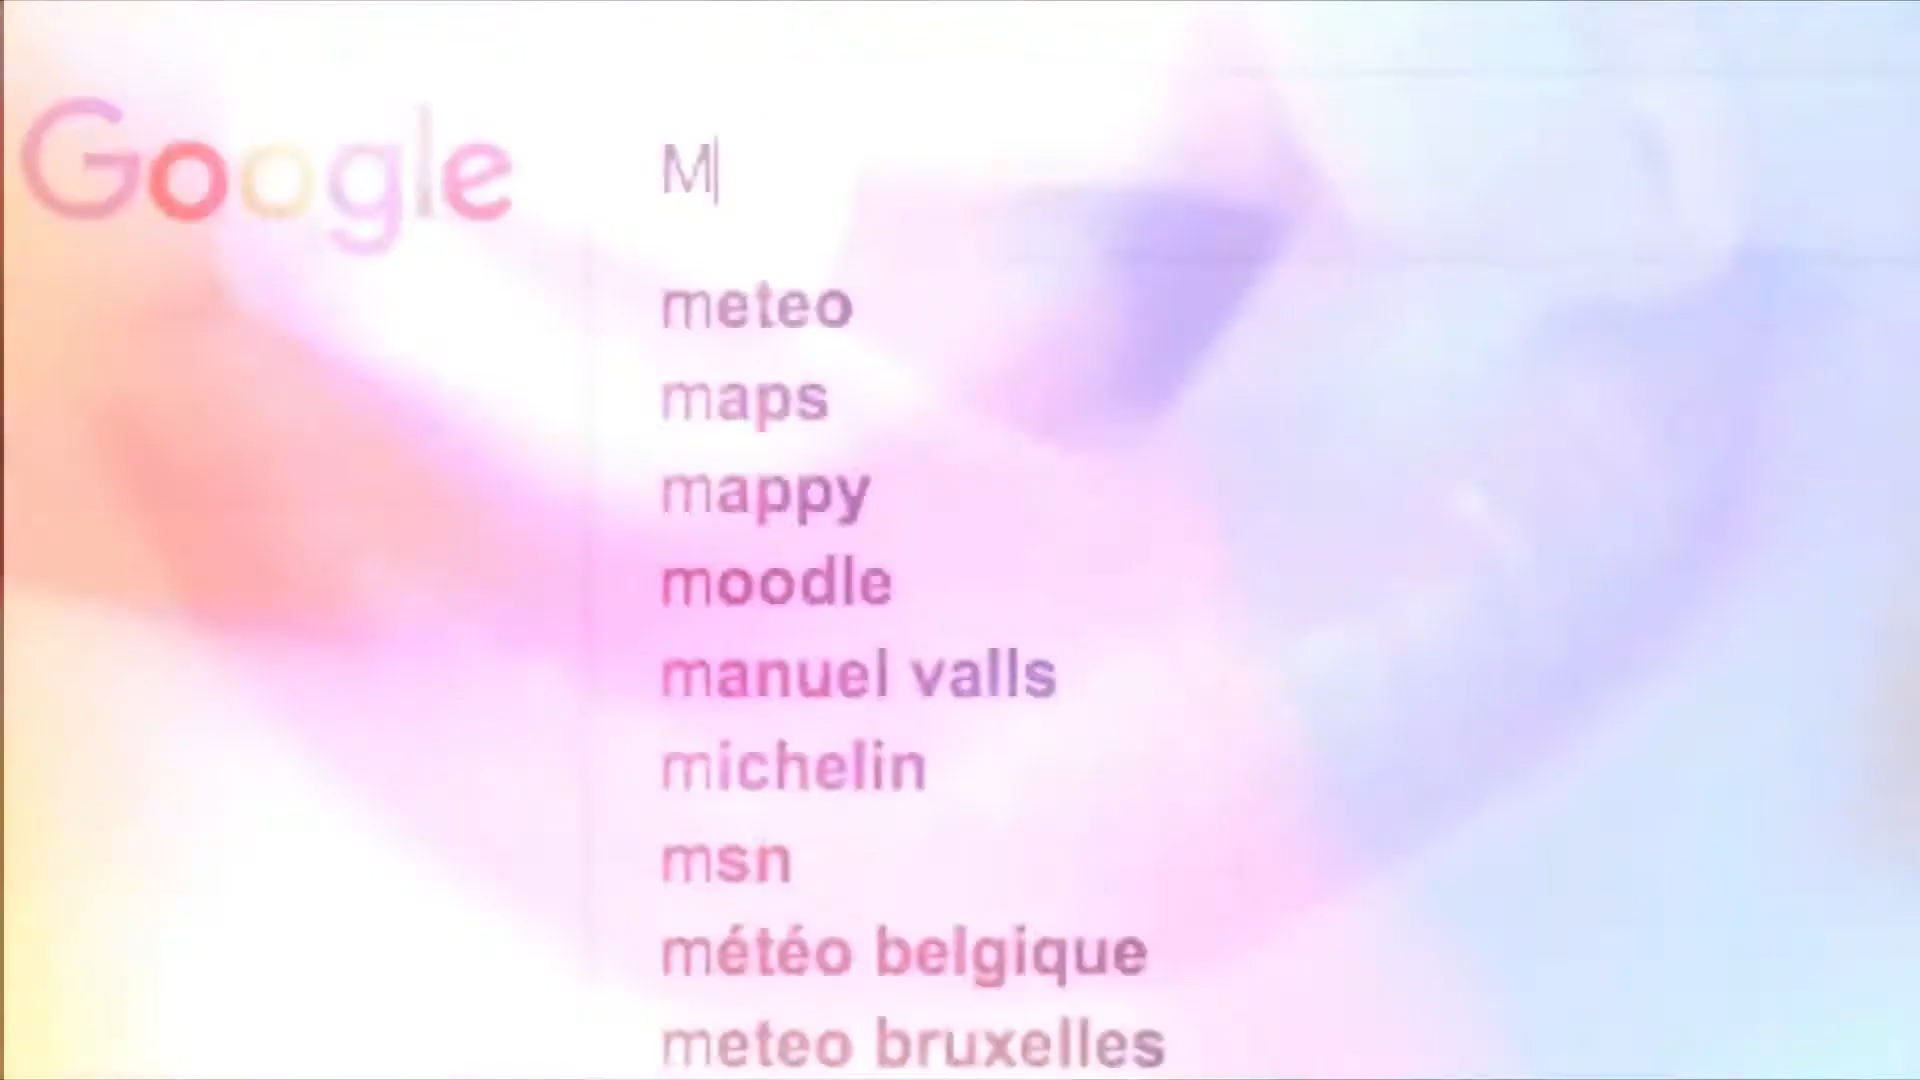 Google
M
meteo
maps
mappy
moodle
manuel valls
michelin
msn
météo belgique
meteo bruxelles